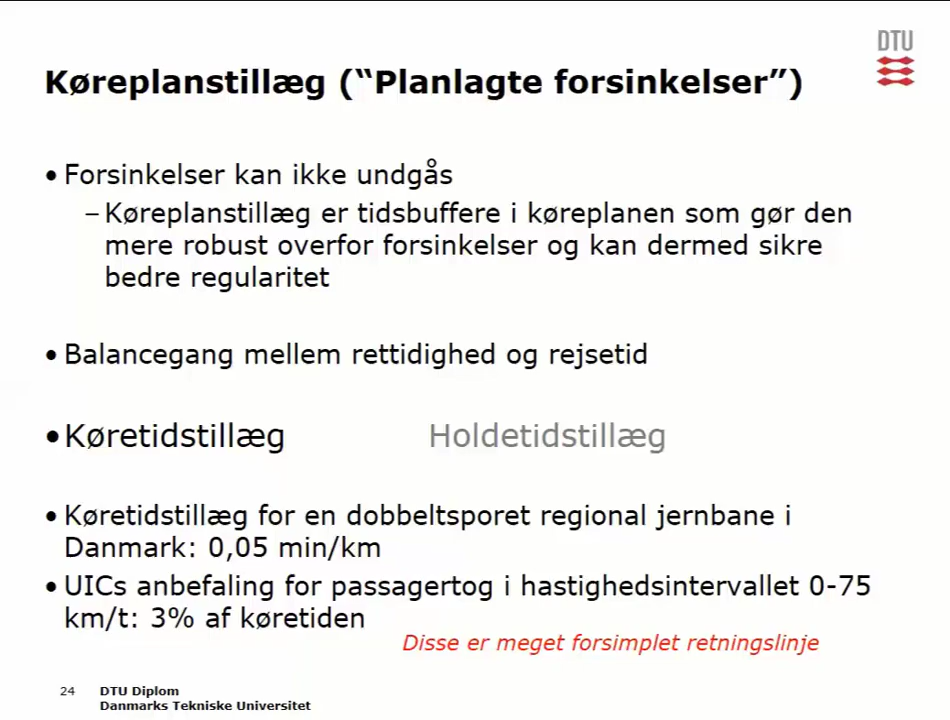 DTU
Køreplanstillæg (“Planlagte forsinkelser”)
• Forsinkelser kan ikke undgås
– Køreplanstillæg er tidsbuffere i køreplanen som gør den
mere robust overfor forsinkelser og kan dermed sikre
bedre regularitet
• Balancegang mellem rettidighed og rejsetid
• Køretidstillæg Holdetidstillæg
• Køretidstillæg for en dobbeltsporet regional jernbane i
Danmark: 0,05 min/km
• UICs anbefaling for passagertog i hastighedsintervallet 0-75
km/t: 3% af køretiden
Disse er meget forsimplet retningslinje
24 DTU Diplom
Danmarks Tekniske Universitet